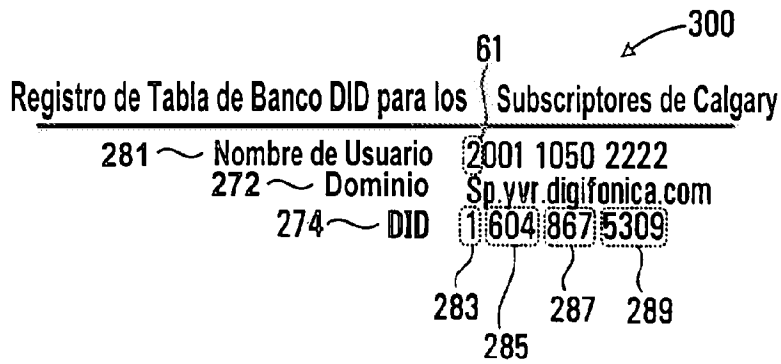 300
61
Registro de Tabla de Banco DID para los Subscriptores de Calgary
281 Nombre de Usuario 2001 1050 2222
272 Dominio Sp.yvr.digifonica.com
274 DID 1 604 867 5309
283 285 287 289